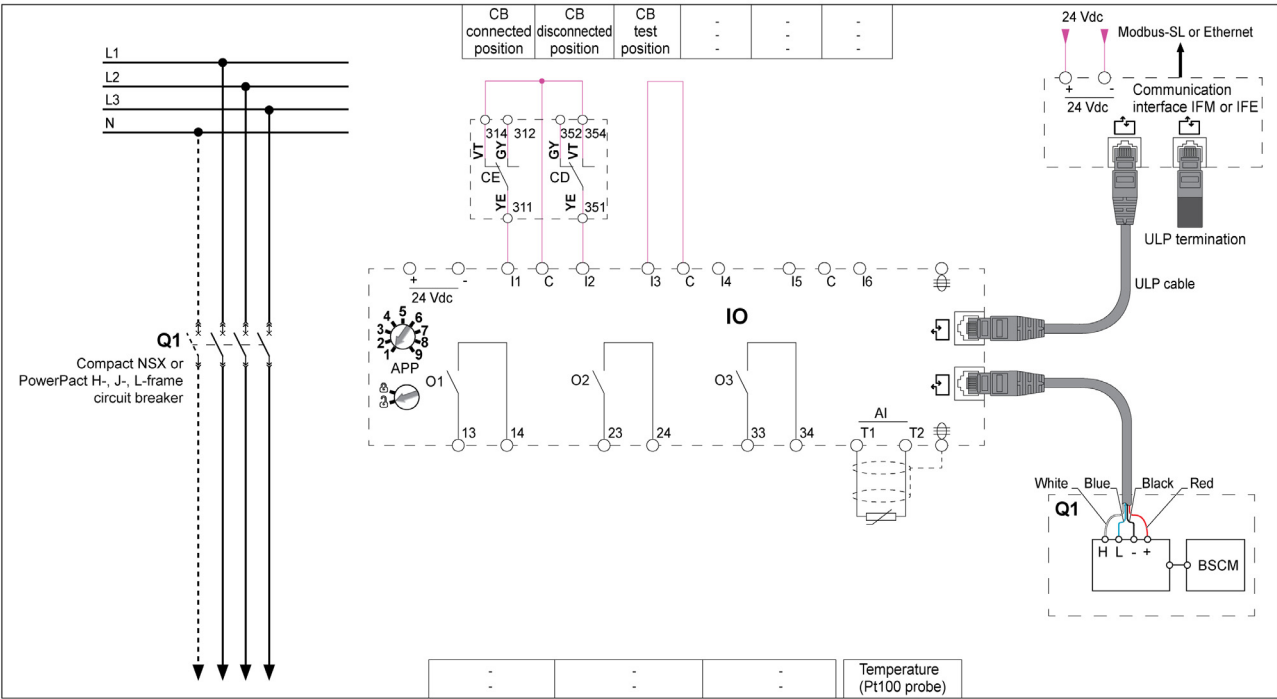 CB connected position
CB disconnected position
CB test position
-
-
-
-
-
-
-
-
-
24 Vdc
Modbus-SL or Ethernet
+ -
24 Vdc
Communication
interface IFM or IFE
ULP termination
ULP cable
L1
L2
L3
N
314 312 352 354
VT GY GY VT
CE CD
YE 311 YE 351
+ - I1 C I2 I3 C I4 I5 C I6
24 Vdc
IO
1 2 3 4 5 6 7 8 9
APP
O1 O2 O3
AI
13 14 23 24 33 34 T1 T2
Q1
Compact NSX or
PowerPact H-, J-, L-frame
circuit breaker
White Blue Black Red
Q1
H L - +
BSCM
- - -
- - -
Temperature
(Pt100 probe)